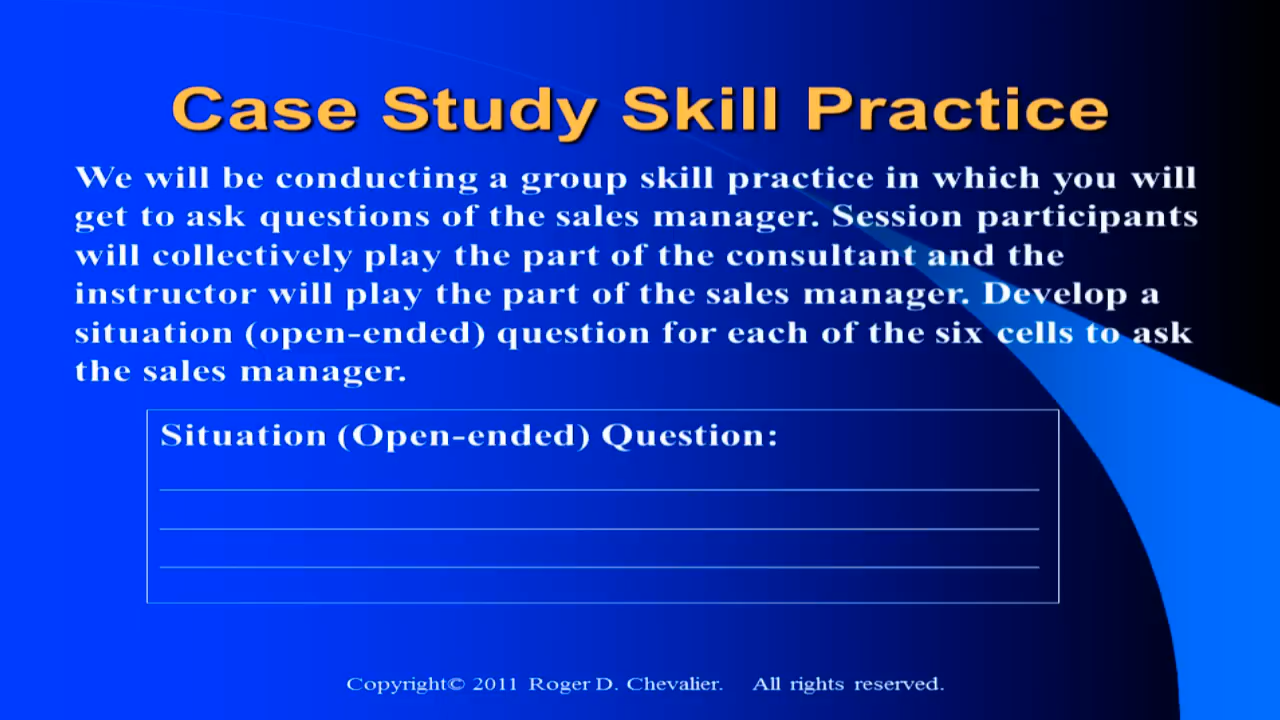 Case Study Skill Practice
We will be conducting a group skill practice in which you will
get to ask questions of the sales manager. Session participants
will collectively play the part of the consultant and the
instructor will play the part of the sales manager. Develop a
situation (open-ended) question for each of the six cells to ask
the sales manager.
Situation (Open-ended) Question:
Copyright© 2011 Roger D. Chevalier. All rights reserved.